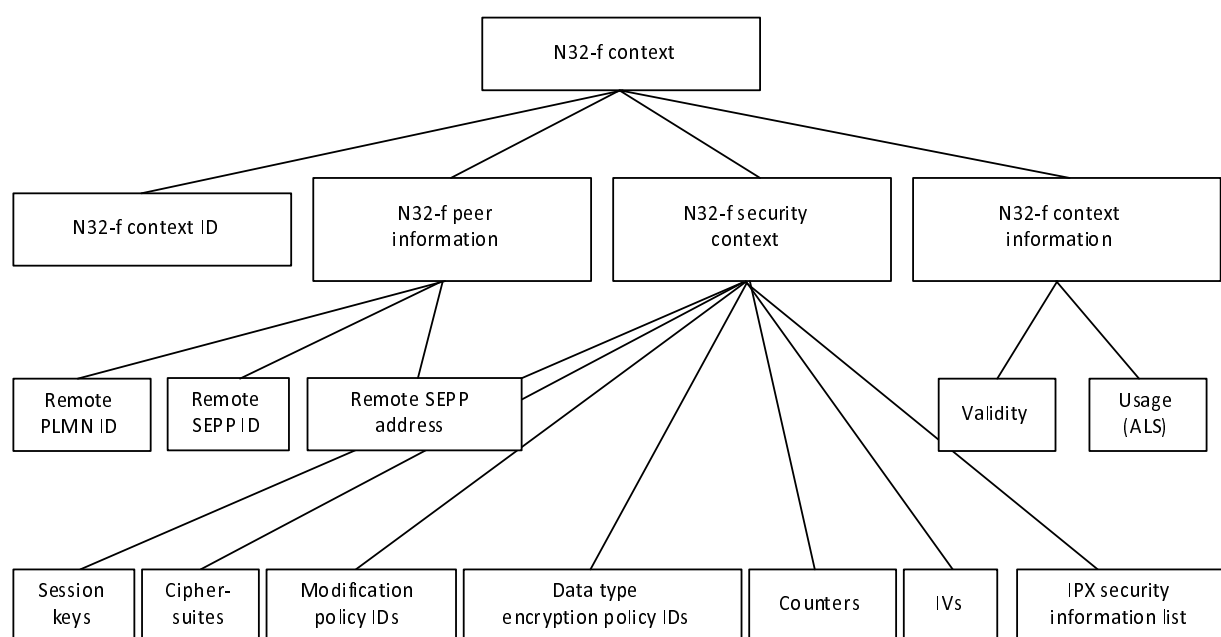 N32-f context
N32-f context ID
N32-f peer
information
N32-f security
context
N32-f context
information
Remote
PLMN ID
Remote
SEPP ID
Remote SEPP
address
Validity
Usage
(ALS)
Session
keys
Cipher-
suites
Modification
policy IDs
Data type
encryption policy IDs
Counters
IVs
IPX security
information list